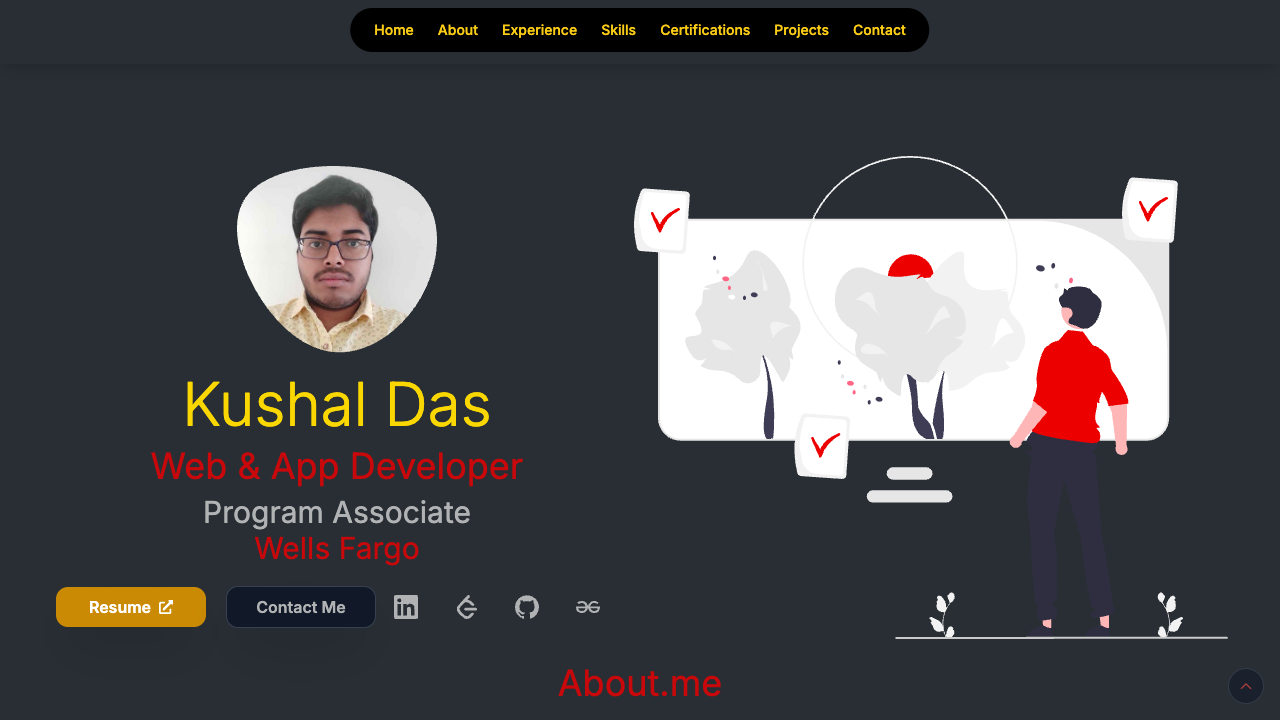 Home About Experience Skills Certifications Projects Contact
Kushal Das
Web & App Developer
Program Associate
Wells Fargo
Resume
Contact Me
About.me